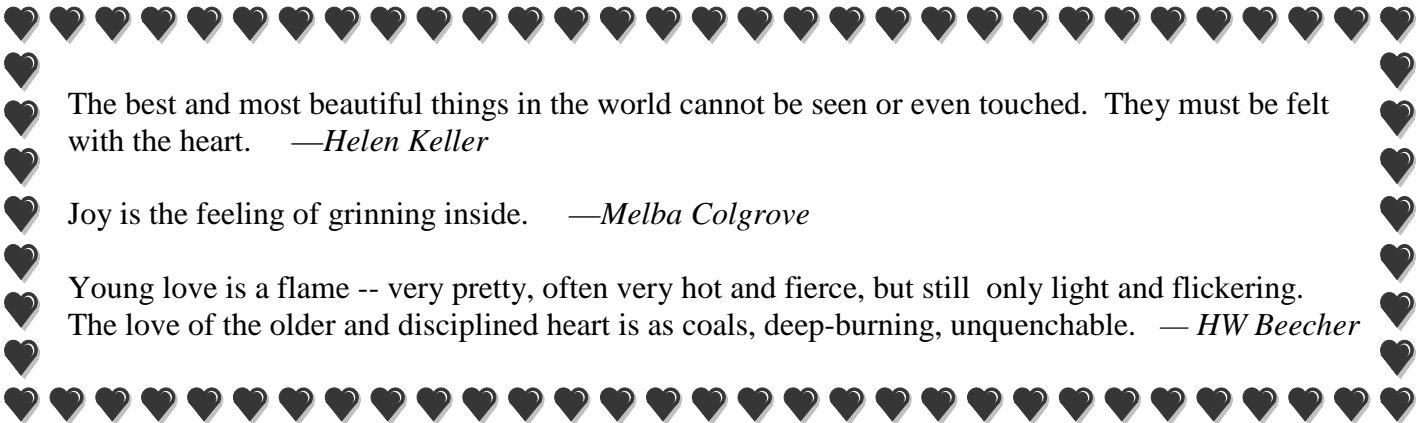 The best and most beautiful things in the world cannot be seen or even touched.  They must be felt
with the heart.     —Helen Keller
Joy is the feeling of grinning inside.     —Melba Colgrove
Young love is a flame -- very pretty, often very hot and fierce, but still  only light and flickering.
The love of the older and disciplined heart is as coals, deep-burning, unquenchable.   — HW Beecher